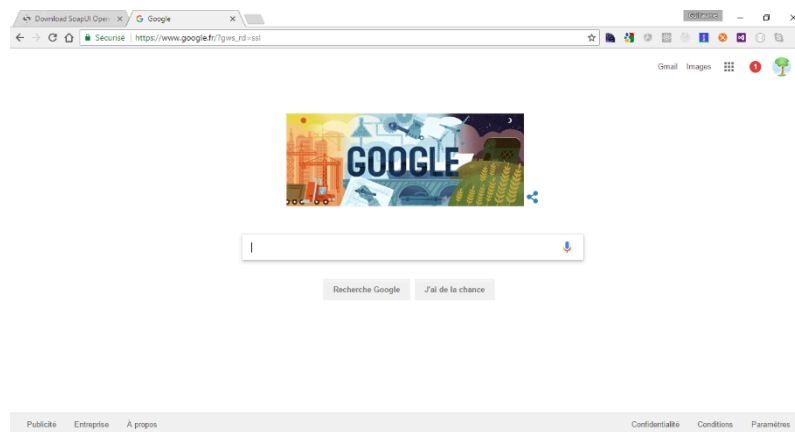 Download SoapUI Open
Google
Guillaume
Sécurisé
https://www.google.fr/?gws_rd=ssl
Gmail
Images
1
GOOGLE
Recherche Google
J'ai de la chance
Publicité
Entreprise
À propos
Confidentialité
Conditions
Paramètres